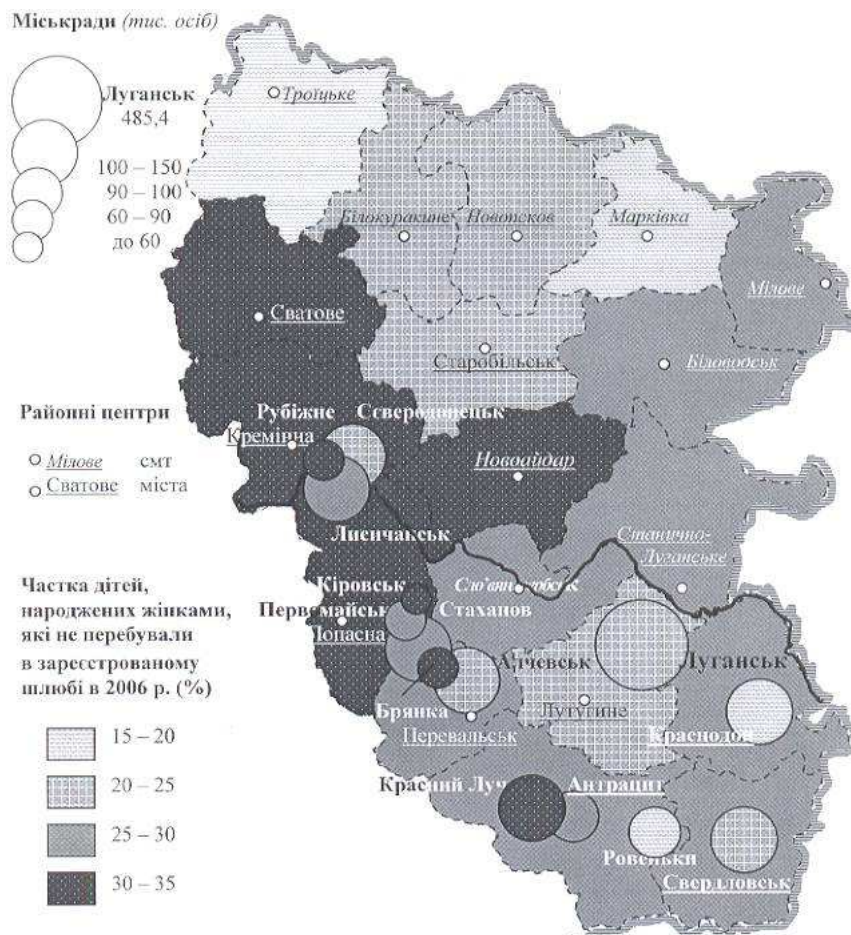 Міськради (тис. осіб)
Луганськ
485,4
100 – 150
90 – 100
60 – 90
до 60
Троїцьке
Білокуракине
Новопсков
Марківка
Мілове
Сватове
Старобільськ
Біловодськ
Районні центри
Мілове смт
Сватове міста
Рубіжне
Сєверодонецьк
Кремінна
Новоайдар
Лисичакськ
Станично-
Луганське
Частка дітей,
народжених жінками,
які не перебували
в зареєстрованому
шлюбі в 2006 р. (%)
15 – 20
20 – 25
25 – 30
30 – 35
Кіровськ
Слов'яносербськ
Первомайськ
Стаханов
Попасна
Алчевськ
Луганськ
Брянка
Лутугине
Перевальськ
Краснодон
Красний Луч
Антрацит
Ровеньки
Свердловськ